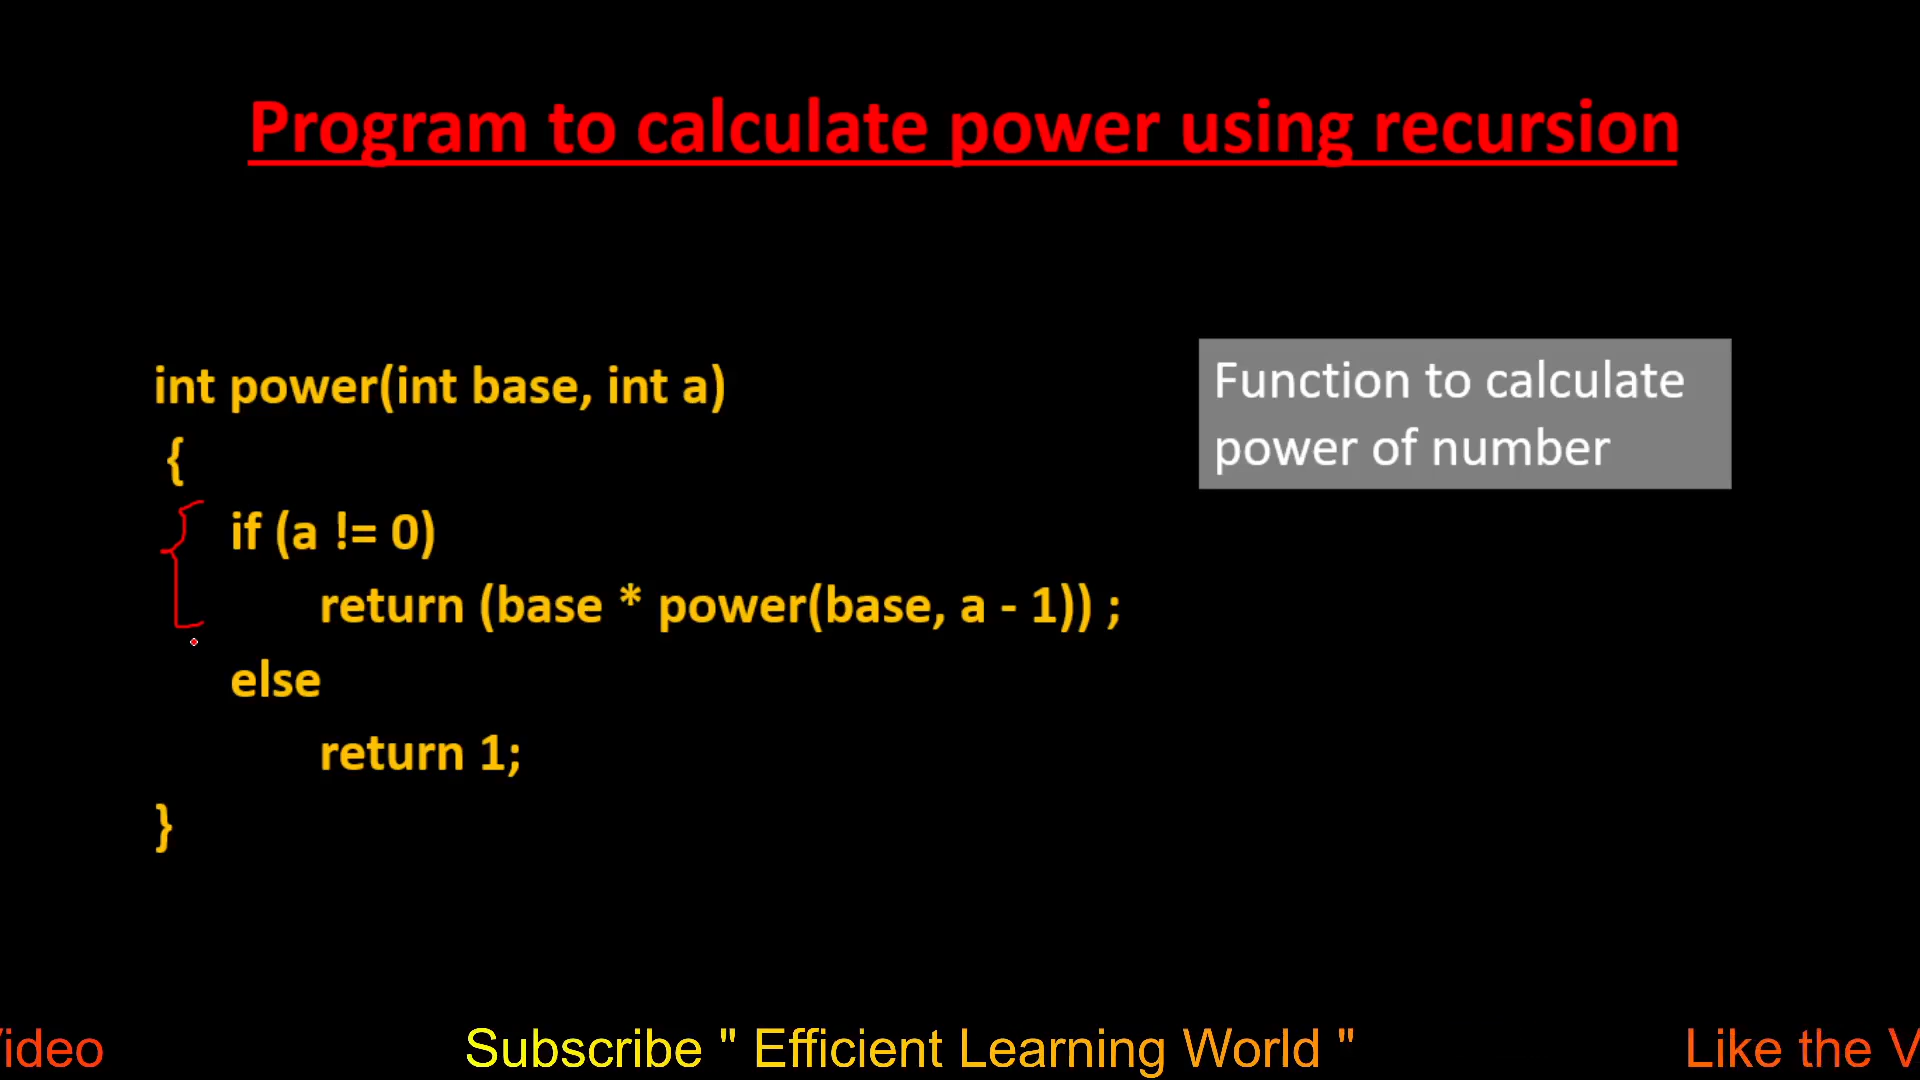 Program to calculate power using recursion
int power(int base, int a)
{
if (a != 0)
return (base * power(base, a - 1)) ;
else
return 1;
}
Function to calculate
power of number
ideo
Subscribe " Efficient Learning World "
Like the V